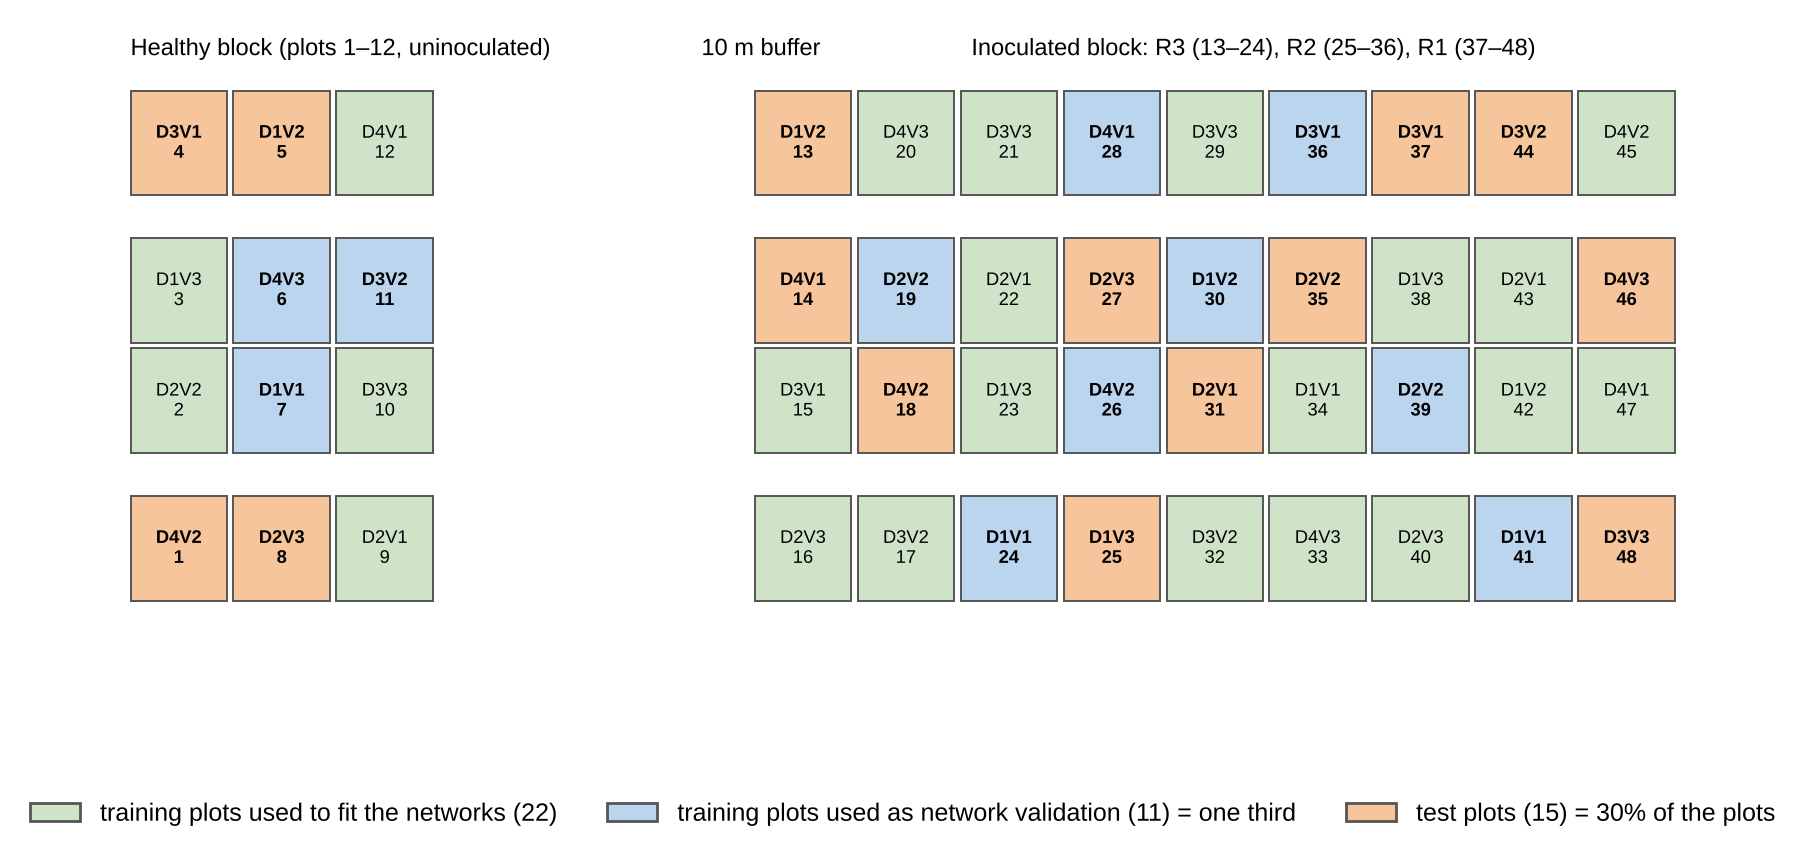 Healthy block (plots 1–12, uninoculated)
10 m buffer
Inoculated block: R3 (13–24), R2 (25–36), R1 (37–48)
D3V1
4
D1V2
5
D4V1
12
D1V2
13
D4V3
20
D3V3
21
D4V1
28
D3V3
29
D3V1
36
D3V1
37
D3V2
44
D4V2
45
D1V3
3
D4V3
6
D3V2
11
D4V1
14
D2V2
19
D2V1
22
D2V3
27
D1V2
30
D2V2
35
D1V3
38
D2V1
43
D4V3
46
D2V2
2
D1V1
7
D3V3
10
D3V1
15
D4V2
18
D1V3
23
D4V2
26
D2V1
31
D1V1
34
D2V2
39
D1V2
42
D4V1
47
D4V2
1
D2V3
8
D2V1
9
D2V3
16
D3V2
17
D1V1
24
D1V3
25
D3V2
32
D4V3
33
D2V3
40
D1V1
41
D3V3
48
training plots used to fit the networks (22)
training plots used as network validation (11) = one third
test plots (15) = 30% of the plots